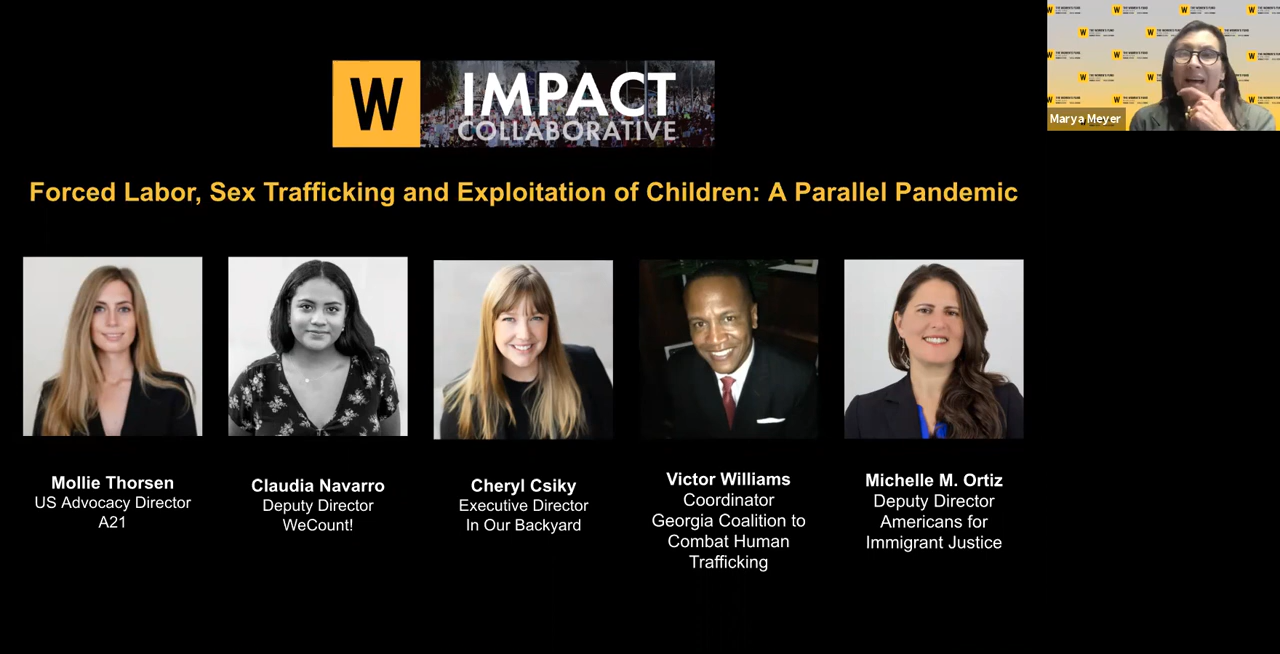 W IMPACT
COLLABORATIVE
Marya Meyer
Forced Labor, Sex Trafficking and Exploitation of Children: A Parallel Pandemic
Mollie Thorsen
US Advocacy Director
A21
Claudia Navarro
Deputy Director
WeCount!
Cheryl Csiky
Executive Director
In Our Backyard
Victor Williams
Coordinator
Georgia Coalition to
Combat Human
Trafficking
Michelle M. Ortiz
Deputy Director
Americans for
Immigrant Justice